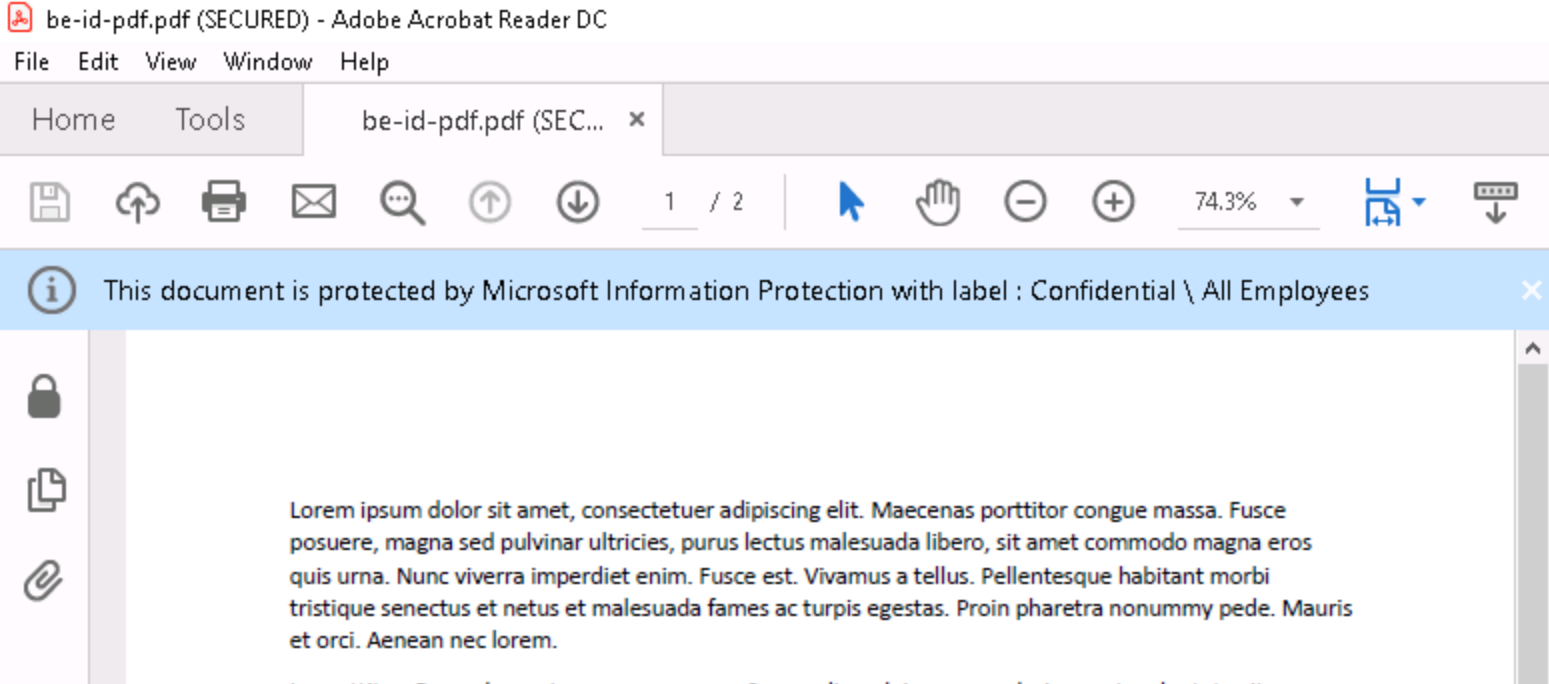 be-id-pdf.pdf (SECURED) - Adobe Acrobat Reader DC
File Edit View Window Help
Home Tools be-id-pdf.pdf (SEC... ×
1 / 2 74.3%
This document is protected by Microsoft Information Protection with label : Confidential \ All Employees
Lorem ipsum dolor sit amet, consectetuer adipiscing elit. Maecenas porttitor congue massa. Fusce
posuere, magna sed pulvinar ultricies, purus lectus malesuada libero, sit amet commodo magna eros
quis urna. Nunc viverra imperdiet enim. Fusce est. Vivamus a tellus. Pellentesque habitant morbi
tristique senectus et netus et malesuada fames ac turpis egestas. Proin pharetra nonummy pede. Mauris
et orci. Aenean nec lorem.